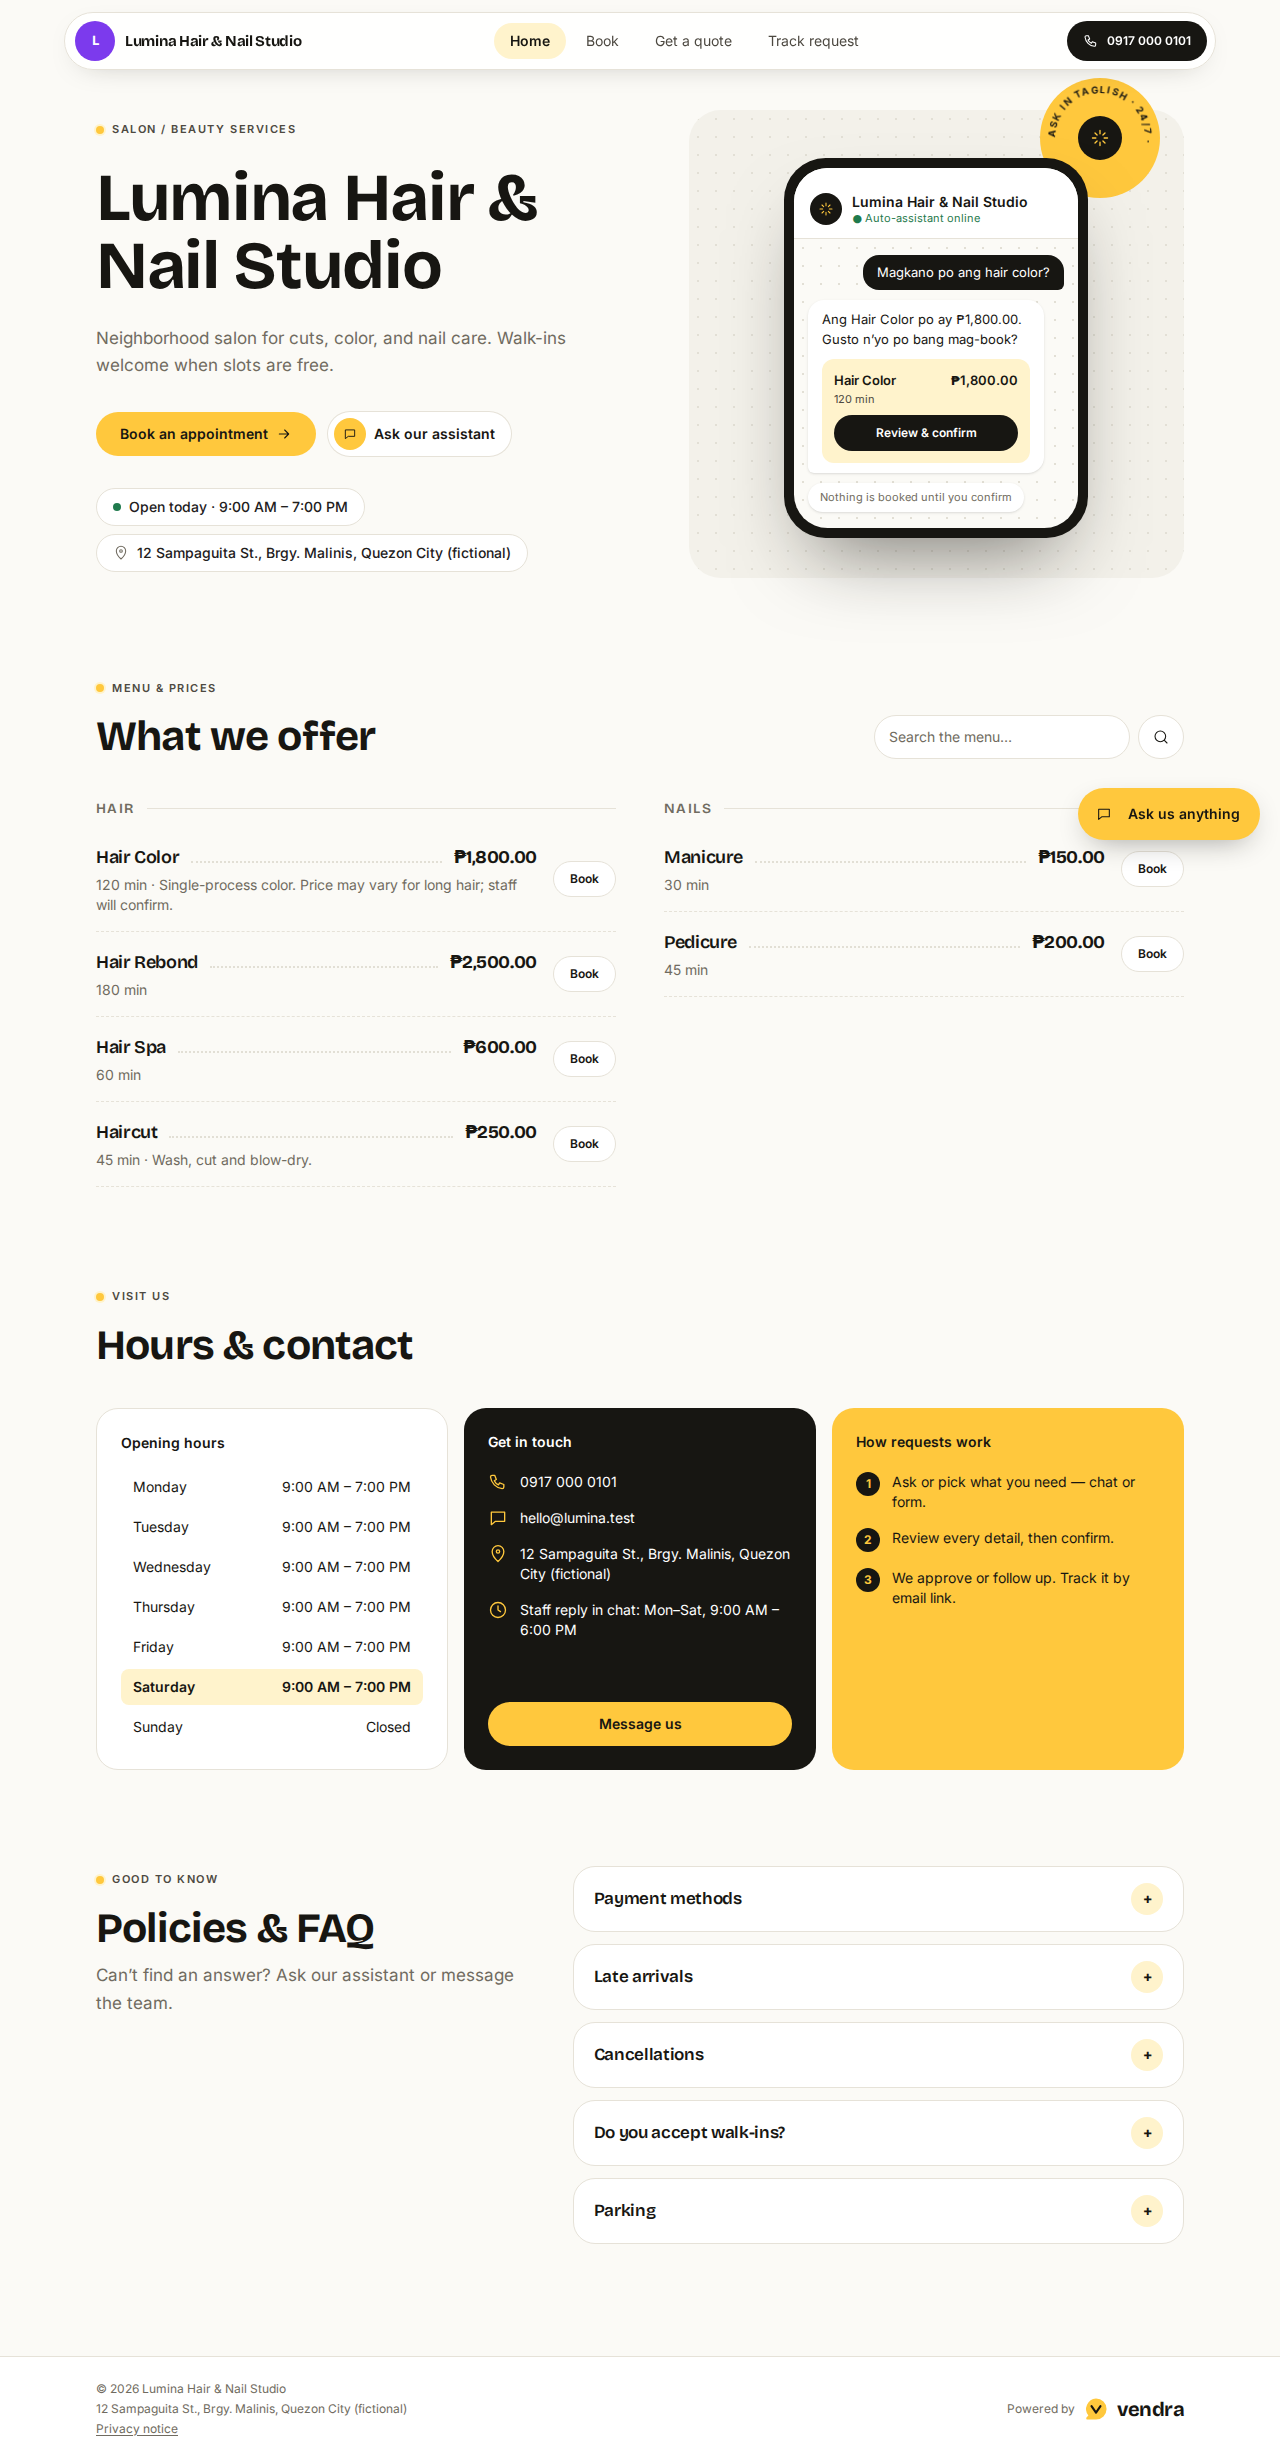 L
Lumina Hair & Nail Studio
Home
Book
Get a quote
Track request
0917 000 0101
SALON / BEAUTY SERVICES
Lumina Hair &
Nail Studio
Neighborhood salon for cuts, color, and nail care. Walk-ins
welcome when slots are free.
Book an appointment
Ask our assistant
Open today · 9:00 AM – 7:00 PM
12 Sampaguita St., Brgy. Malinis, Quezon City (fictional)
ASK IN TAGLISH · 24/7 ·
Lumina Hair & Nail Studio
Auto-assistant online
Magkano po ang hair color?
Ang Hair Color po ay ₱1,800.00.
Gusto n'yo po bang mag-book?
Hair Color ₱1,800.00
120 min
Review & confirm
Nothing is booked until you confirm
MENU & PRICES
What we offer
Search the menu...
HAIR
Hair Color ₱1,800.00
120 min · Single-process color. Price may vary for long hair; staff
will confirm.
Book
Hair Rebond ₱2,500.00
180 min
Book
Hair Spa ₱600.00
60 min
Book
Haircut ₱250.00
45 min · Wash, cut and blow-dry.
Book
NAILS
Ask us anything
Manicure ₱150.00
30 min
Book
Pedicure ₱200.00
45 min
Book
VISIT US
Hours & contact
Opening hours
Monday 9:00 AM – 7:00 PM
Tuesday 9:00 AM – 7:00 PM
Wednesday 9:00 AM – 7:00 PM
Thursday 9:00 AM – 7:00 PM
Friday 9:00 AM – 7:00 PM
Saturday 9:00 AM – 7:00 PM
Sunday Closed
Get in touch
0917 000 0101
hello@lumina.test
12 Sampaguita St., Brgy. Malinis, Quezon
City (fictional)
Staff reply in chat: Mon–Sat, 9:00 AM –
6:00 PM
Message us
How requests work
1 Ask or pick what you need — chat or
form.
2 Review every detail, then confirm.
3 We approve or follow up. Track it by
email link.
GOOD TO KNOW
Policies & FAQ
Can't find an answer? Ask our assistant or message
the team.
Payment methods +
Late arrivals +
Cancellations +
Do you accept walk-ins? +
Parking +
© 2026 Lumina Hair & Nail Studio
12 Sampaguita St., Brgy. Malinis, Quezon City (fictional)
Privacy notice
Powered by vendra